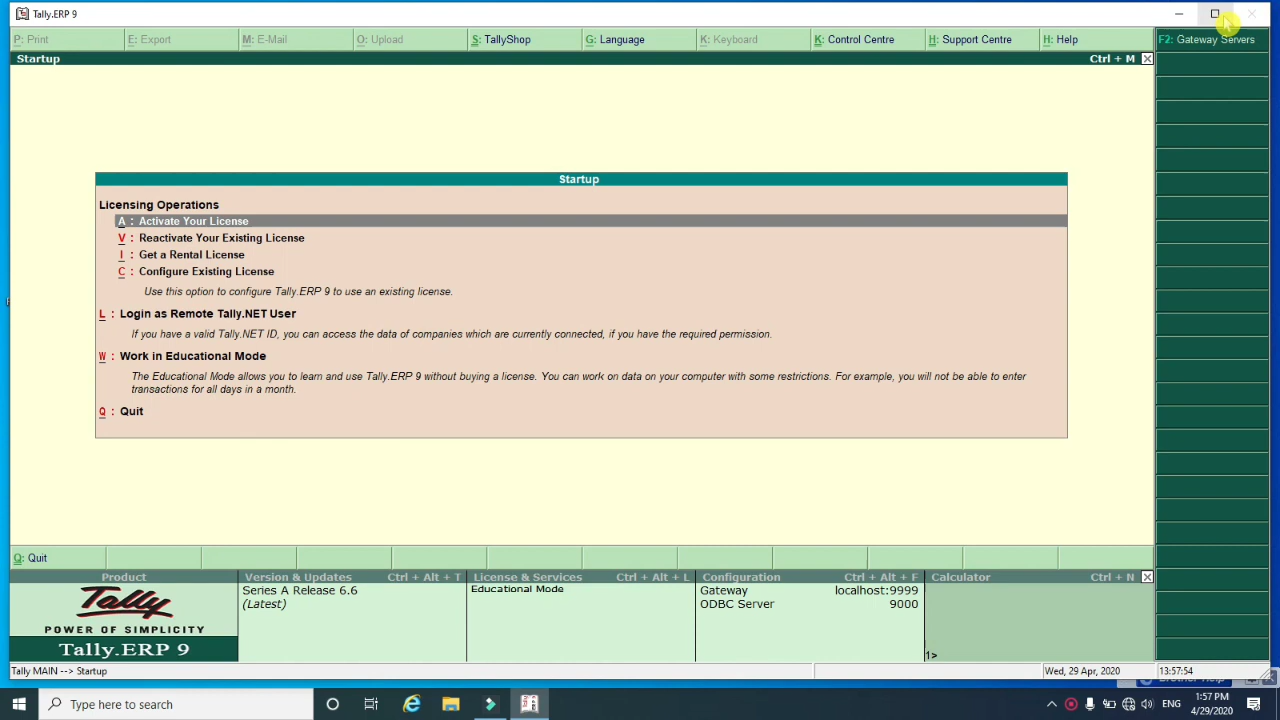 Tally.ERP 9
P: Print E: Export M: E-Mail O: Upload S: TallyShop G: Language K: Keyboard K: Control Centre H: Support Centre H: Help F2: Gateway Servers
Startup Ctrl + M
Startup
Licensing Operations
A : Activate Your License
V : Reactivate Your Existing License
I : Get a Rental License
C : Configure Existing License
Use this option to configure Tally.ERP 9 to use an existing license.
L : Login as Remote Tally.NET User
If you have a valid Tally.NET ID, you can access the data of companies which are currently connected, if you have the required permission.
W : Work in Educational Mode
The Educational Mode allows you to learn and use Tally.ERP 9 without buying a license. You can work on data on your computer with some restrictions. For example, you will not be able to enter
transactions for all days in a month.
Q : Quit
Q: Quit
Product Version & Updates Ctrl + Alt + T License & Services Ctrl + Alt + L Configuration Ctrl + Alt + F Calculator Ctrl + N
Series A Release 6.6 Educational Mode Gateway localhost:9999
(Latest) ODBC Server 9000
Tally
POWER OF SIMPLICITY
Tally.ERP 9
1>
Tally MAIN --> Startup Wed, 29 Apr, 2020 13:57:54
Type here to search ENG 1:57 PM
4/29/2020